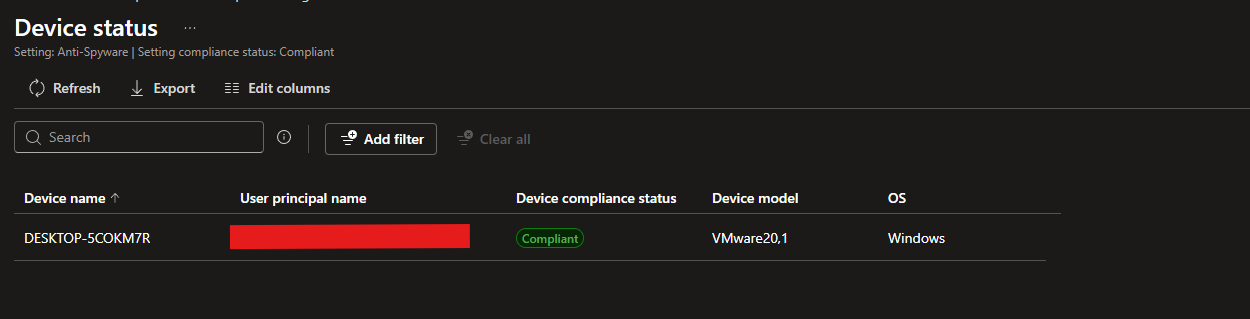 Device status ...
Setting: Anti-Spyware | Setting compliance status: Compliant
Refresh Export Edit columns
Search Add filter Clear all
Device name ↑ User principal name Device compliance status Device model OS
DESKTOP-5COKM7R Compliant VMware20,1 Windows